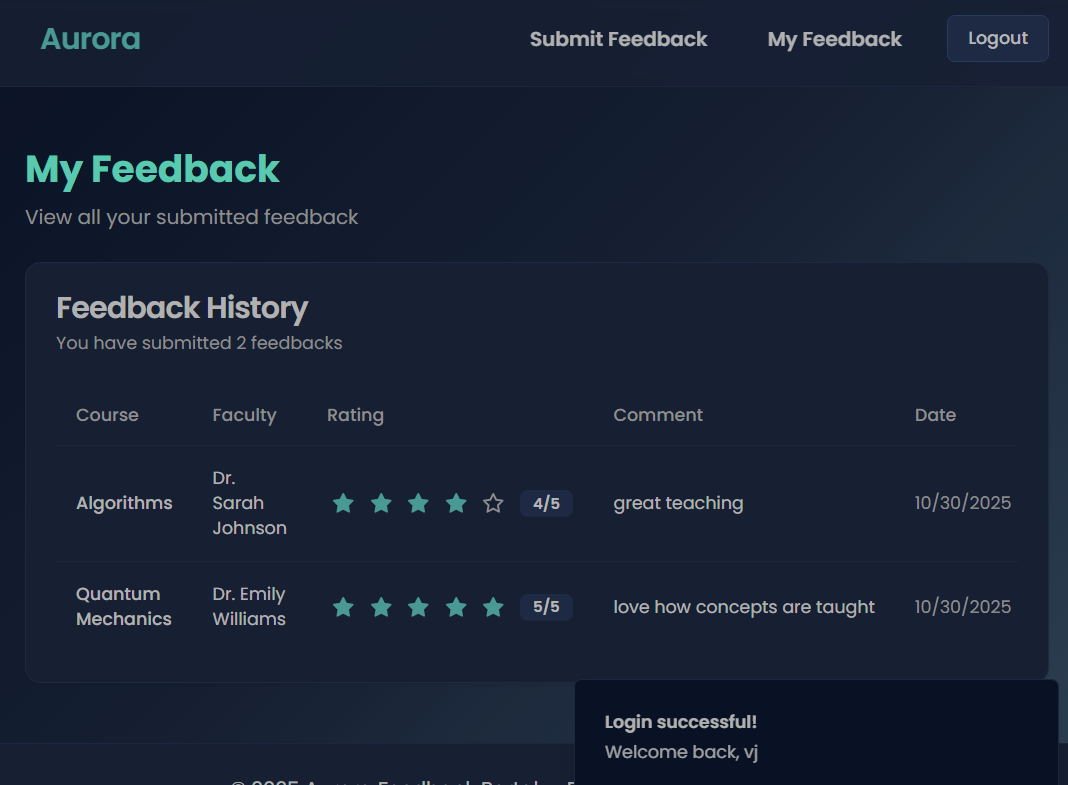 Aurora
Submit Feedback
My Feedback
Logout
My Feedback
View all your submitted feedback
Feedback History
You have submitted 2 feedbacks
Course Faculty Rating Comment Date
Algorithms
Dr.
Sarah
Johnson
4/5
great teaching
10/30/2025
Quantum
Mechanics
Dr. Emily
Williams
5/5
love how concepts are taught
10/30/2025
Login successful!
Welcome back, vj
© 2025 Aurora Feedback Portal